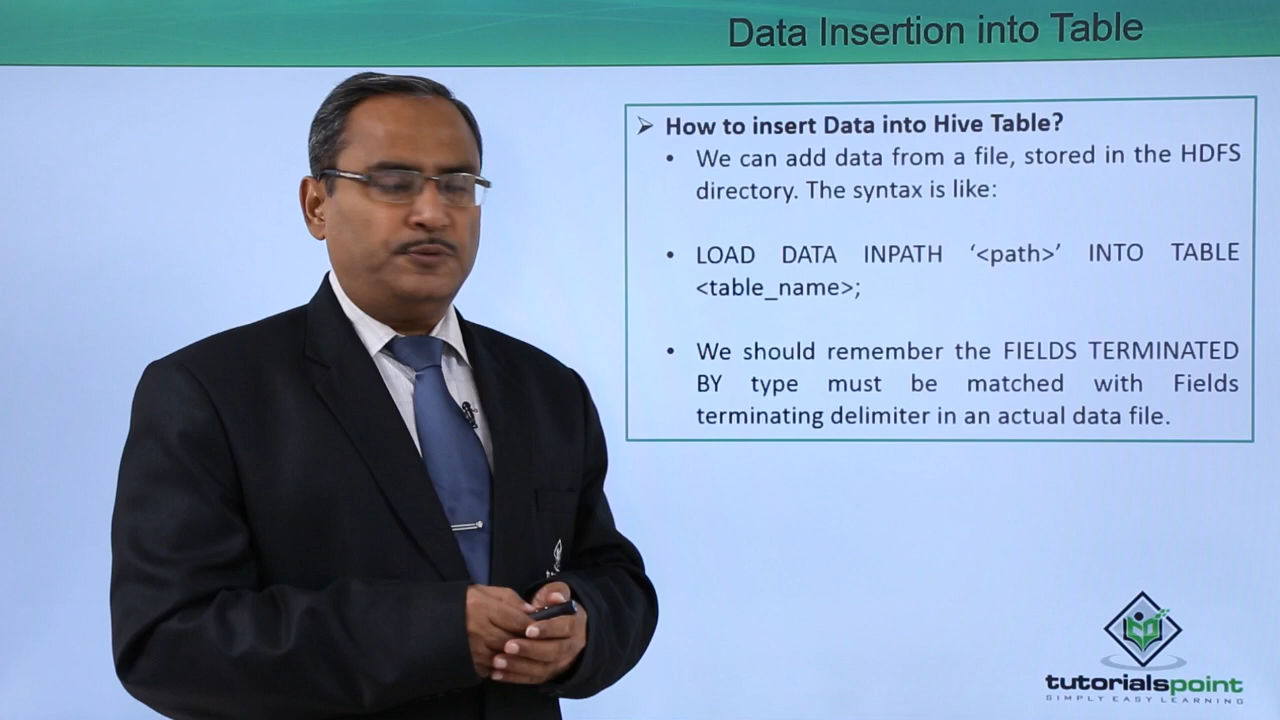 Data Insertion into Table
➢ How to insert Data into Hive Table?
• We can add data from a file, stored in the HDFS
directory. The syntax is like:
• LOAD DATA INPATH ‘<path>’ INTO TABLE
<table_name>;
• We should remember the FIELDS TERMINATED
BY type must be matched with Fields
terminating delimiter in an actual data file.
tutorialspoint
SIMPLY EASY LEARNING